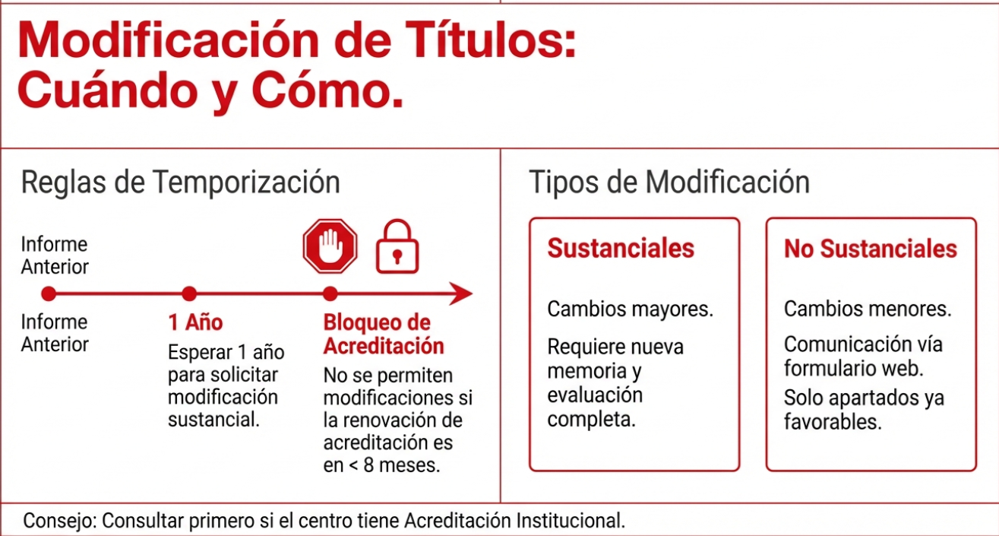 Modificación de Títulos:
Cuándo y Cómo.
Reglas de Temporización
Informe
Anterior
Informe
Anterior
1 Año
Esperar 1 año
para solicitar
modificación
sustancial.
Bloqueo de
Acreditación
No se permiten
modificaciones si
la renovación de
acreditación es
en < 8 meses.
Tipos de Modificación
Sustanciales
Cambios mayores.
Requiere nueva
memoria y
evaluación
completa.
No Sustanciales
Cambios menores.
Comunicación vía
formulario web.
Solo apartados ya
favorables.
Consejo: Consultar primero si el centro tiene Acreditación Institucional.